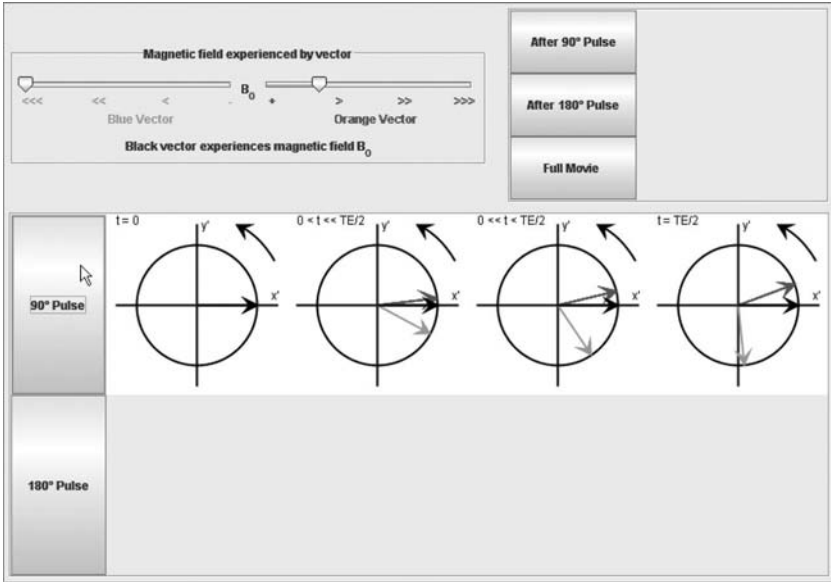 Magnetic field experienced by vector
B0
<<< << < - + > >> >>>
Blue Vector Orange Vector
Black vector experiences magnetic field B0
After 90° Pulse
After 180° Pulse
Full Movie
90° Pulse
t = 0 y' x'
0 < t << TE/2 y' x'
0 << t < TE/2 y' x'
t = TE/2 y' x'
180° Pulse